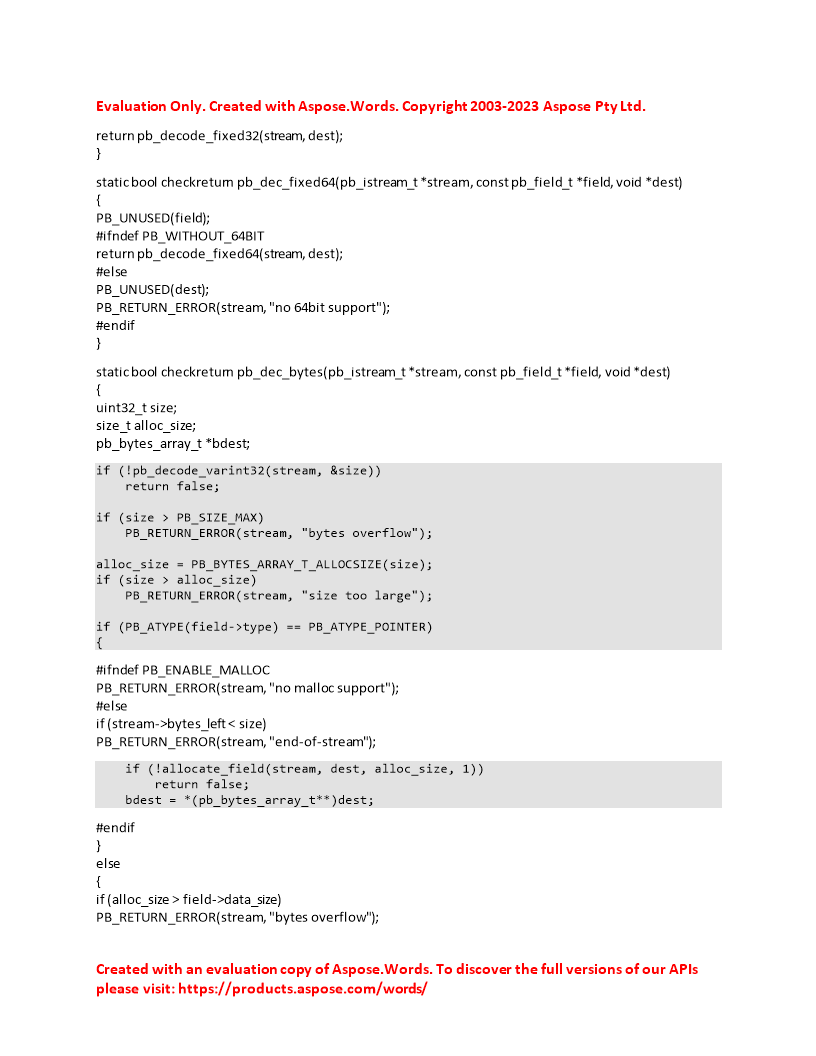 Evaluation Only. Created with Aspose.Words. Copyright 2003-2023 Aspose Pty Ltd.
return pb_decode_fixed32(stream, dest);
}
static bool checkreturn pb_dec_fixed64(pb_istream_t *stream, const pb_field_t *field, void *dest)
{
PB_UNUSED(field);
#ifndef PB_WITHOUT_64BIT
return pb_decode_fixed64(stream, dest);
#else
PB_UNUSED(dest);
PB_RETURN_ERROR(stream, "no 64bit support");
#endif
}
static bool checkreturn pb_dec_bytes(pb_istream_t *stream, const pb_field_t *field, void *dest)
{
uint32_t size;
size_t alloc_size;
pb_bytes_array_t *bdest;
if (!pb_decode_varint32(stream, &size))
    return false;
if (size > PB_SIZE_MAX)
    PB_RETURN_ERROR(stream, "bytes overflow");
alloc_size = PB_BYTES_ARRAY_T_ALLOCSIZE(size);
if (size > alloc_size)
    PB_RETURN_ERROR(stream, "size too large");
if (PB_ATYPE(field->type) == PB_ATYPE_POINTER)
{
#ifndef PB_ENABLE_MALLOC
PB_RETURN_ERROR(stream, "no malloc support");
#else
if (stream->bytes_left < size)
PB_RETURN_ERROR(stream, "end-of-stream");
    if (!allocate_field(stream, dest, alloc_size, 1))
        return false;
    bdest = *(pb_bytes_array_t**)dest;
#endif
}
else
{
if (alloc_size > field->data_size)
PB_RETURN_ERROR(stream, "bytes overflow");
Created with an evaluation copy of Aspose.Words. To discover the full versions of our APIs
please visit: https://products.aspose.com/words/